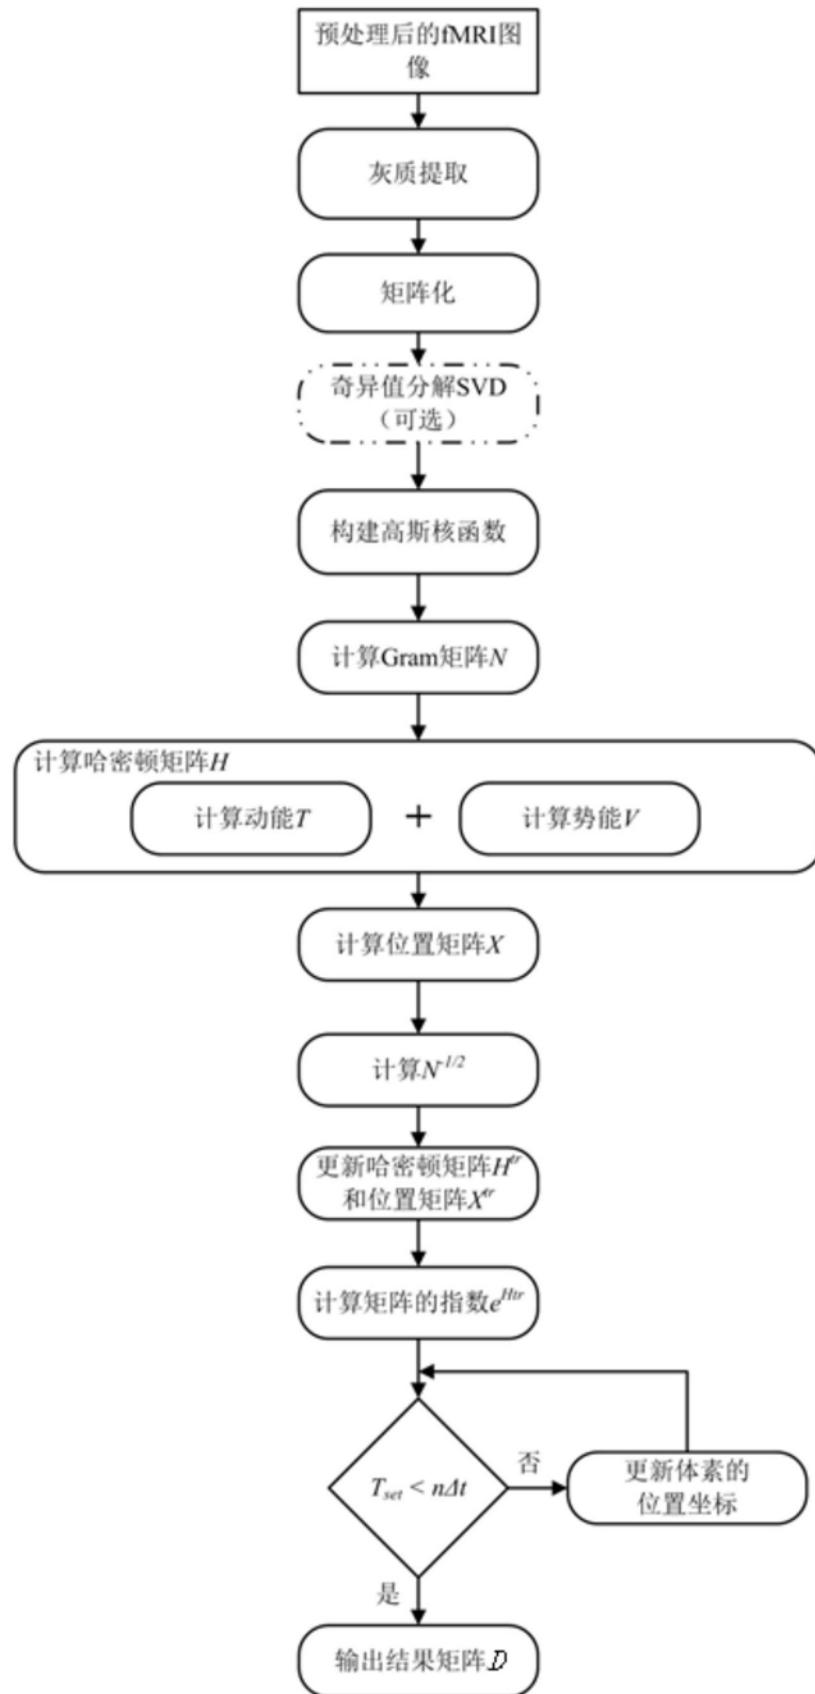 预处理后的fMRI图
像
灰质提取
矩阵化
奇异值分解SVD
（可选）
构建高斯核函数
计算Gram矩阵N
计算哈密顿矩阵H
计算动能T
+
计算势能V
计算位置矩阵X
计算N^{-1/2}
更新哈密顿矩阵H^{tr}
和位置矩阵X^{tr}
计算矩阵的指数e^{Htr}
T_{set} < nΔt
否
更新体素的
位置坐标
是
输出结果矩阵D